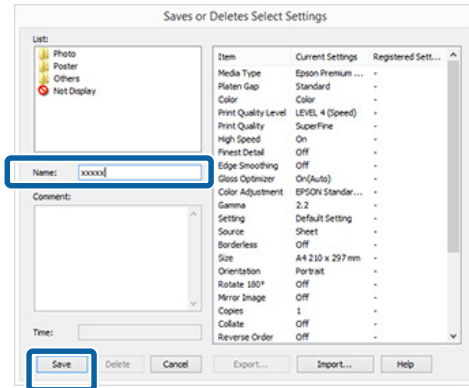 Saves or Deletes Select Settings
List:
Photo
Poster
Others
Not Display
Name: xxxxx
Comment:
Time:
Item Current Settings Registered Sett...
Media Type Epson Premium ... -
Platen Gap Standard -
Color Color -
Print Quality Level LEVEL 4 (Speed) -
Print Quality SuperFine -
High Speed On -
Finest Detail Off -
Edge Smoothing Off -
Gloss Optimizer On(Auto) -
Color Adjustment EPSON Standar... -
Gamma 2.2 -
Setting Default Setting -
Source Sheet -
Borderless Off -
Size A4 210 x 297 mm -
Orientation Portrait -
Rotate 180° Off -
Mirror Image Off -
Copies 1 -
Collate Off -
Reverse Order Off -
Save Delete Cancel Export... Import... Help